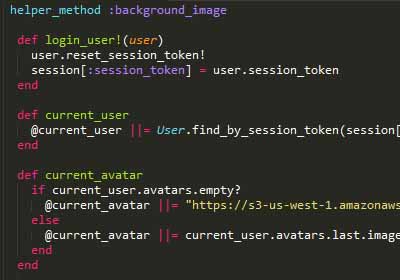 helper_method :background_image
def login_user!(user)
user.reset_session_token!
session[:session_token] = user.session_token
end
def current_user
@current_user ||= User.find_by_session_token(session[
end
def current_avatar
if current_user.avatars.empty?
@current_avatar ||= "https://s3-us-west-1.amazonaws
else
@current_avatar ||= current_user.avatars.last.image
end
end